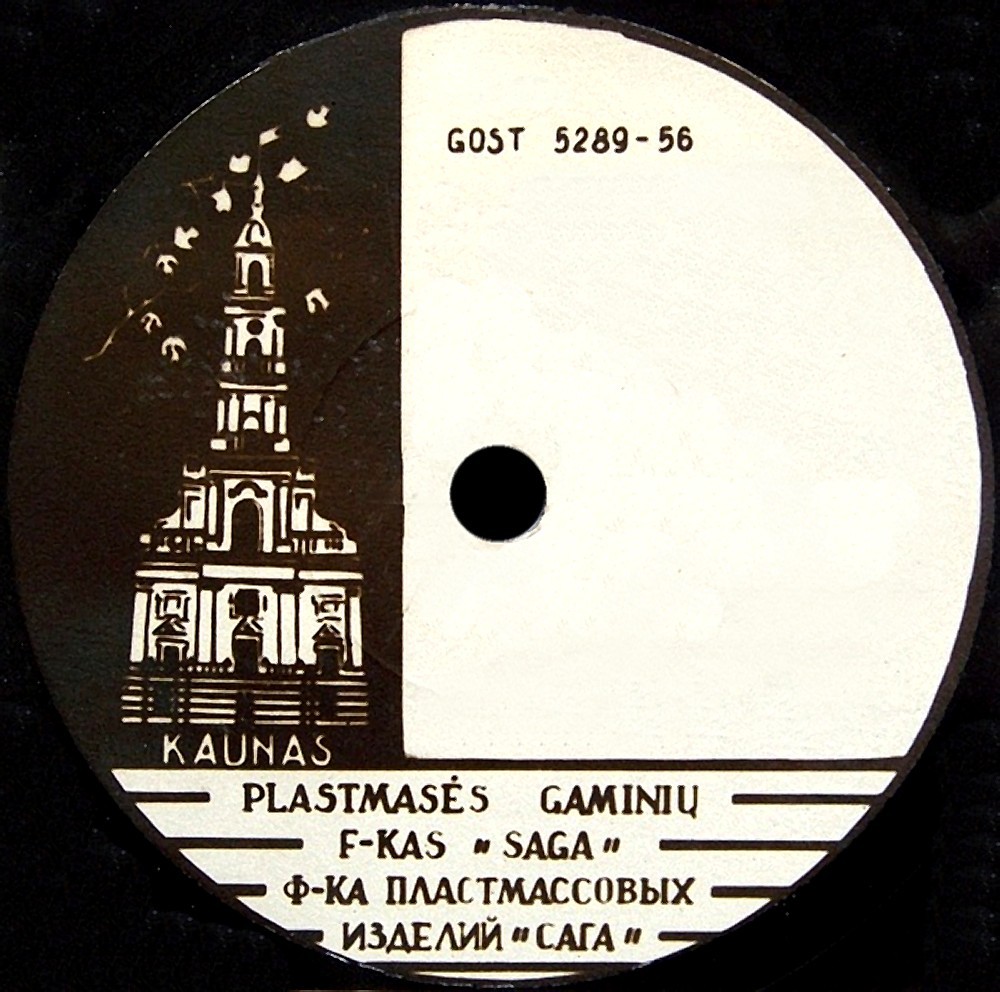 GOST 5289-56
KAUNAS
PLASTMASĖS GAMINIŲ
F-KAS "SAGA"
Ф-КА ПЛАСТМАССОВЫХ
ИЗДЕЛИЙ "САГА"